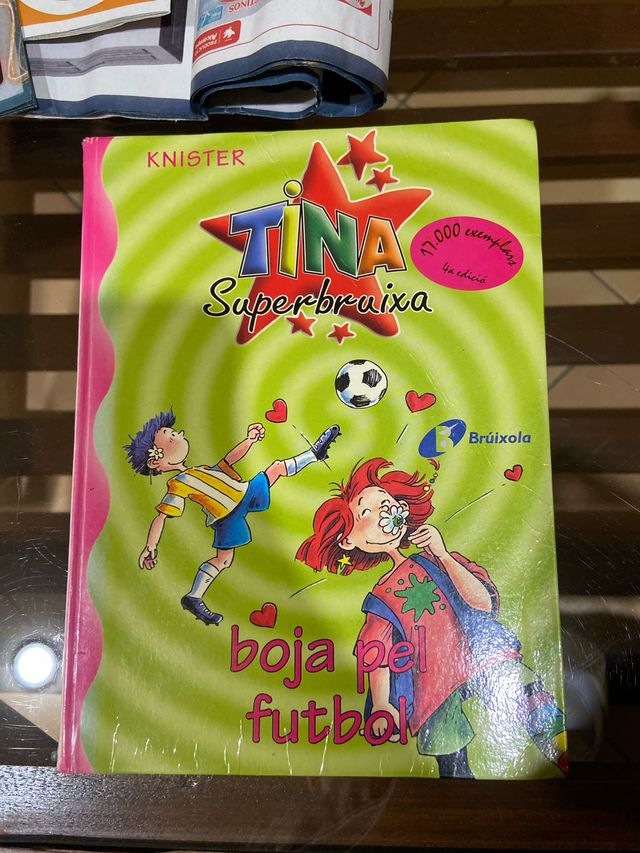 KNISTER
TINA
Superbruixa
17.000 exemplars
4a edició
B Brúixola
boja pel
futbol